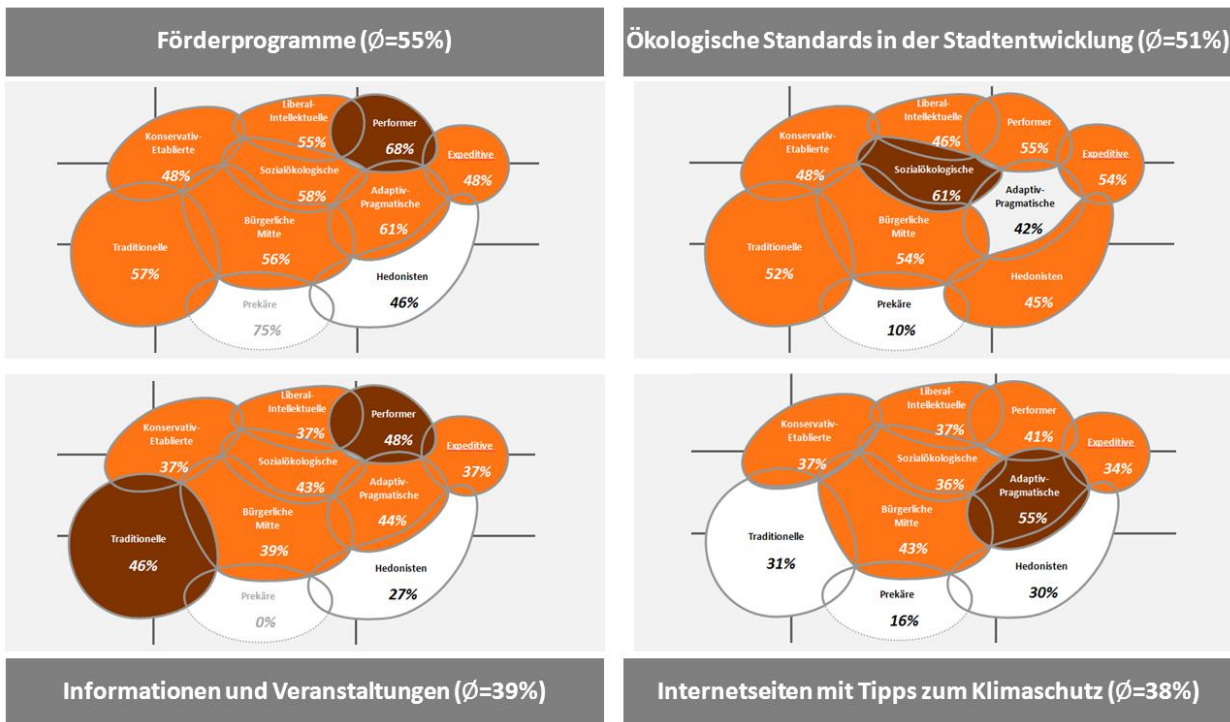 Förderprogramme (Ø=55%)
Liberal-
Intellektuelle
55%
Performer
68%
Konservativ-
Etablierte
48%
Expeditive
48%
Sozialökologische
58%
Adaptiv-
Pragmatische
61%
Bürgerliche
Mitte
56%
Traditionelle
57%
Hedonisten
46%
Prekäre
75%
Ökologische Standards in der Stadtentwicklung (Ø=51%)
Liberal-
Intellektuelle
46%
Performer
55%
Konservativ-
Etablierte
48%
Expeditive
54%
Sozialökologische
61%
Adaptiv-
Pragmatische
42%
Bürgerliche
Mitte
54%
Traditionelle
52%
Hedonisten
45%
Prekäre
10%
Liberal-
Intellektuelle
37%
Performer
48%
Konservativ-
Etablierte
37%
Expeditive
37%
Sozialökologische
43%
Adaptiv-
Pragmatische
44%
Bürgerliche
Mitte
39%
Traditionelle
46%
Hedonisten
27%
Prekäre
0%
Informationen und Veranstaltungen (Ø=39%)
Liberal-
Intellektuelle
37%
Performer
41%
Konservativ-
Etablierte
37%
Expeditive
34%
Sozialökologische
36%
Adaptiv-
Pragmatische
55%
Bürgerliche
Mitte
43%
Traditionelle
31%
Hedonisten
30%
Prekäre
16%
Internetseiten mit Tipps zum Klimaschutz (Ø=38%)